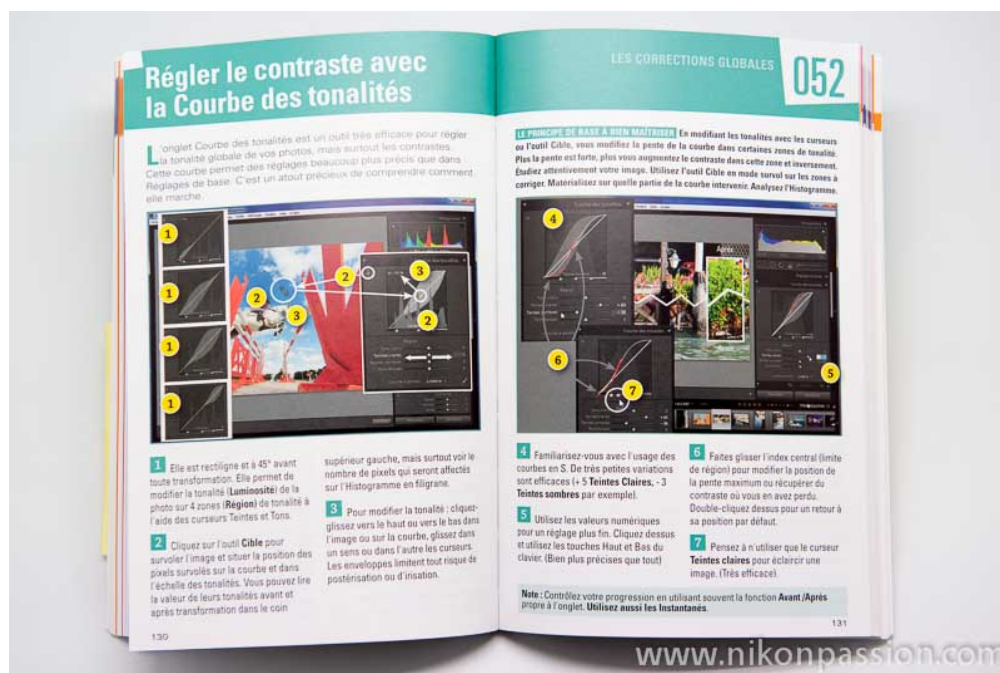 Régler le contraste avec
la Courbe des tonalités
L'onglet Courbe des tonalités est un outil très efficace pour régler
la tonalité globale de vos photos, mais surtout les contrastes.
Cette courbe permet des réglages beaucoup plus précis que dans
Réglages de base. C'est un atout précieux de comprendre comment
elle marche.
1
1
1
1
2
3
2
3
2
1 Elle est rectiligne et à 45° avant
toute transformation. Elle permet de
modifier la tonalité (Luminosité) de la
photo sur 4 zones (Région) de tonalité à
l'aide des curseurs Teintes et Tons.
2 Cliquez sur l'outil Cible pour
survoler l'image et situer la position des
pixels survolés sur la courbe et dans
l'échelle des tonalités. Vous pouvez lire
la valeur de leurs tonalités avant et
après transformation dans le coin
supérieur gauche, mais surtout voir le
nombre de pixels qui seront affectés
sur l'Histogramme en filigrane.
3 Pour modifier la tonalité : cliquez-
glissez vers le haut ou vers le bas dans
l'image ou sur la courbe, glissez dans
un sens ou dans l'autre les curseurs.
Les enveloppes limitent tout risque de
postérisation ou d'irisation.
130
LES CORRECTIONS GLOBALES
052
LE PRINCIPE DE BASE À BIEN MAÎTRISER En modifiant les tonalités avec les curseurs
ou l'outil Cible, vous modifiez la pente de la courbe dans certaines zones de tonalité.
Plus la pente est forte, plus vous augmentez le contraste dans cette zone et inversement.
Étudiez attentivement votre image. Utilisez l'outil Cible en mode survol sur les zones à
corriger. Matérialisez sur quelle partie de la courbe intervenir. Analysez l'Histogramme.
4
Après
6
7
5
4 Familiarisez-vous avec l'usage des
courbes en S. De très petites variations
sont efficaces (+ 5 Teintes Claires, - 3
Teintes sombres par exemple).
5 Utilisez les valeurs numériques
pour un réglage plus fin. Cliquez dessus
et utilisez les touches Haut et Bas du
clavier. (Bien plus précises que tout)
6 Faites glisser l'index central (limite
de région) pour modifier la position de
la pente maximum ou récupérer du
contraste où vous en avez perdu.
Double-cliquez dessus pour un retour à
sa position par défaut.
7 Pensez à n'utiliser que le curseur
Teintes claires pour éclaircir une
image. (Très efficace).
Note : Contrôlez votre progression en utilisant souvent la fonction Avant /Après
propre à l'onglet. Utilisez aussi les Instantanés.
131
www.nikonpassion.com